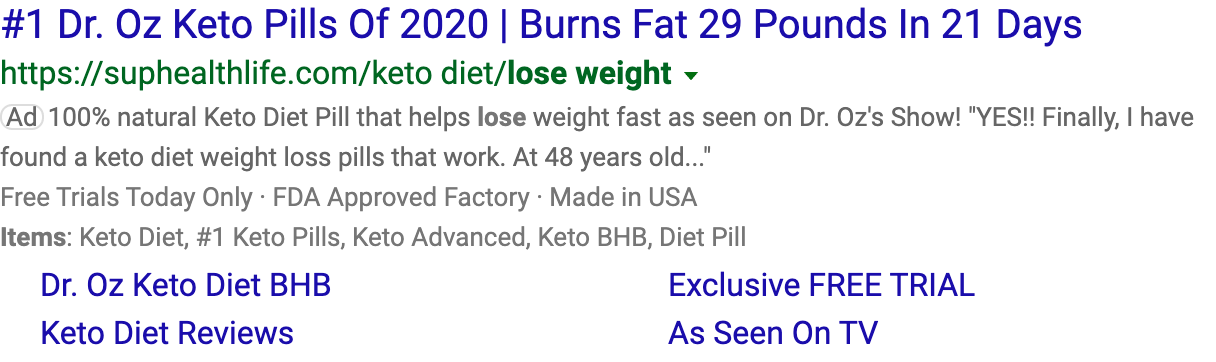 #1 Dr. Oz Keto Pills Of 2020 | Burns Fat 29 Pounds In 21 Days
https://suphealthlife.com/keto diet/lose weight
Ad 100% natural Keto Diet Pill that helps lose weight fast as seen on Dr. Oz's Show! "YES!! Finally, I have
found a keto diet weight loss pills that work. At 48 years old..."
Free Trials Today Only · FDA Approved Factory · Made in USA
Items: Keto Diet, #1 Keto Pills, Keto Advanced, Keto BHB, Diet Pill
Dr. Oz Keto Diet BHB
Exclusive FREE TRIAL
Keto Diet Reviews
As Seen On TV